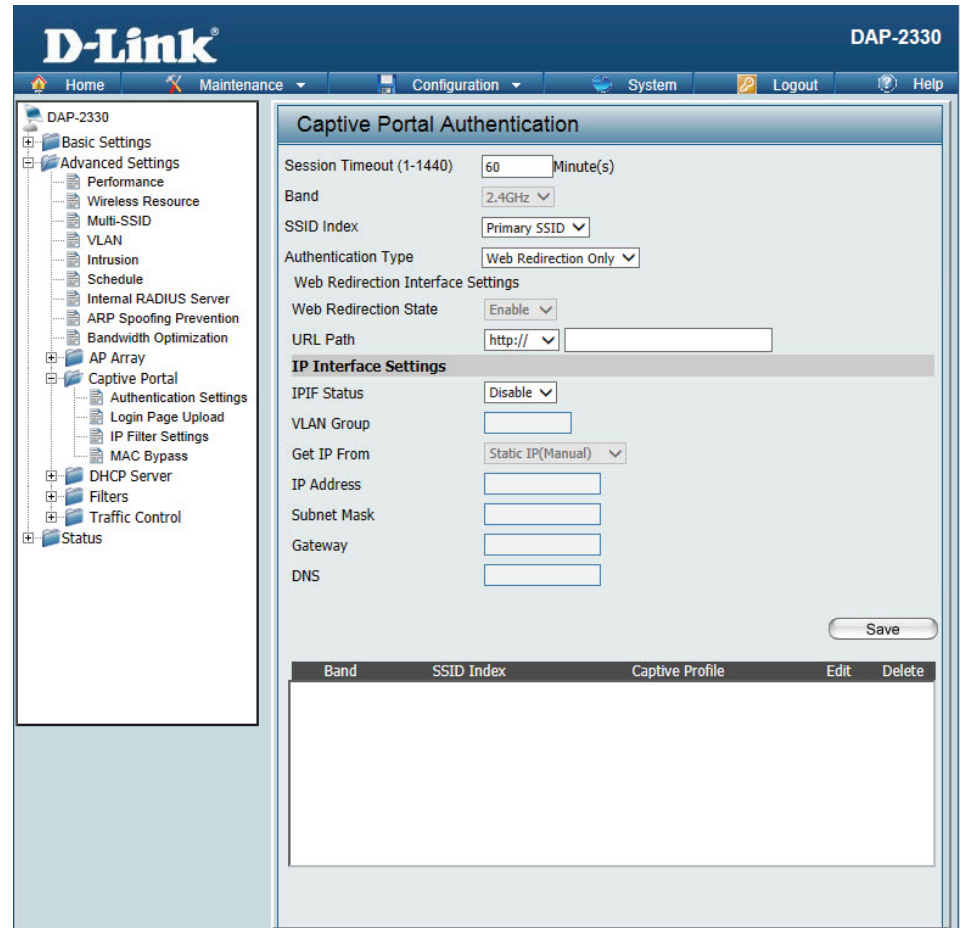 D-Link®
DAP-2330
Home Maintenance Configuration System Logout Help
DAP-2330
Basic Settings
Advanced Settings
Performance
Wireless Resource
Multi-SSID
VLAN
Intrusion
Schedule
Internal RADIUS Server
ARP Spoofing Prevention
Bandwidth Optimization
AP Array
Captive Portal
Authentication Settings
Login Page Upload
IP Filter Settings
MAC Bypass
DHCP Server
Filters
Traffic Control
Status
Captive Portal Authentication
Session Timeout (1-1440) 60 Minute(s)
Band 2.4GHz
SSID Index Primary SSID
Authentication Type Web Redirection Only
Web Redirection Interface Settings
Web Redirection State Enable
URL Path http://
IP Interface Settings
IPIF Status Disable
VLAN Group
Get IP From Static IP(Manual)
IP Address
Subnet Mask
Gateway
DNS
Save
Band SSID Index Captive Profile Edit Delete